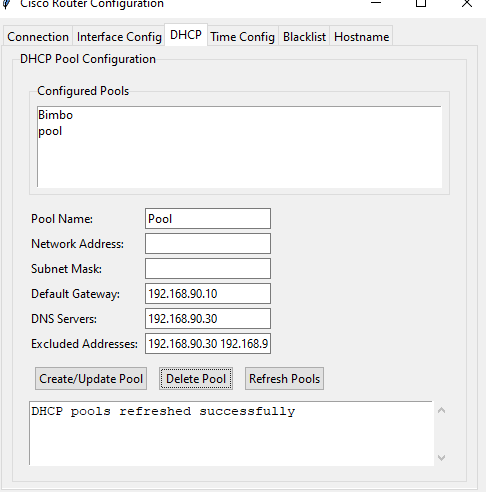 Cisco Router Configuration
Connection Interface Config DHCP Time Config Blacklist Hostname
DHCP Pool Configuration
Configured Pools
Bimbo
pool
Pool Name: Pool
Network Address:
Subnet Mask:
Default Gateway: 192.168.90.10
DNS Servers: 192.168.90.30
Excluded Addresses: 192.168.90.30 192.168.9
Create/Update Pool Delete Pool Refresh Pools
DHCP pools refreshed successfully